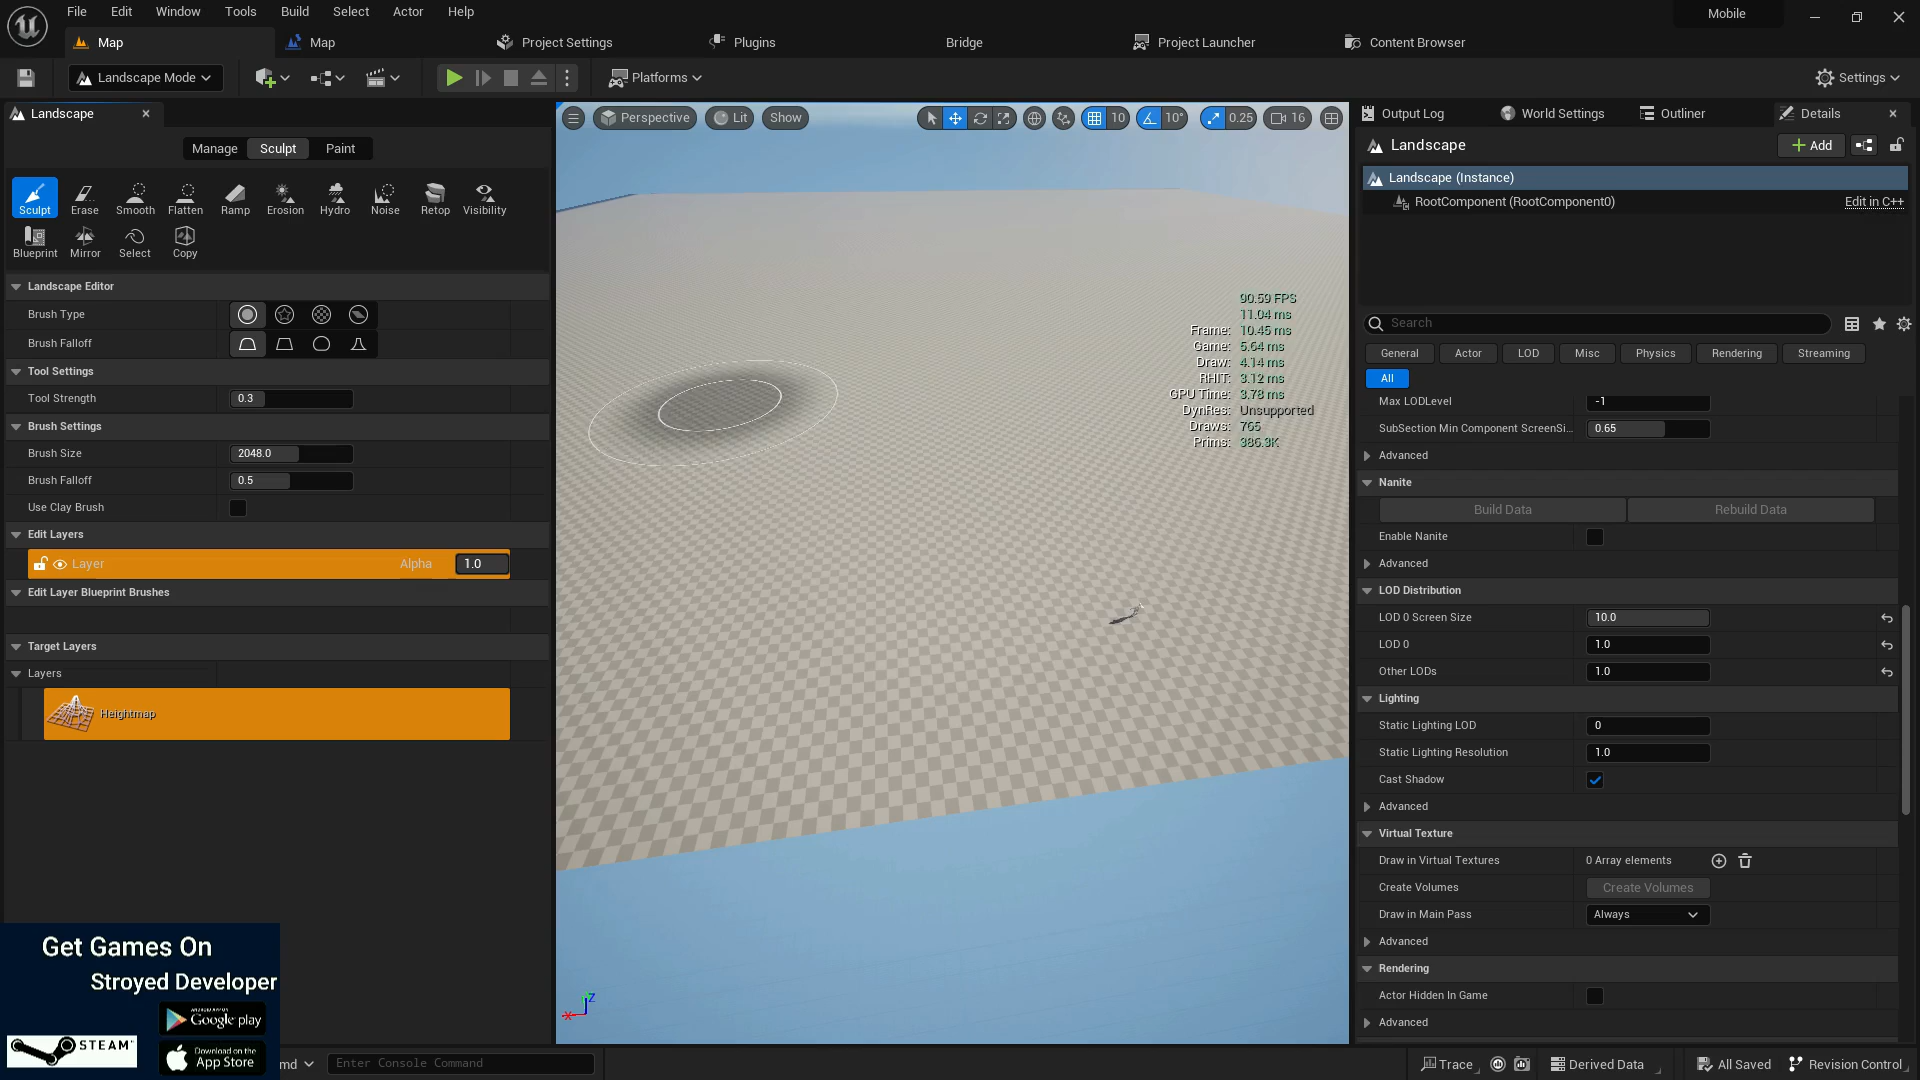 File Edit Window Tools Build Select Actor Help
Mobile
Map
Map
Project Settings
Plugins
Bridge
Project Launcher
Content Browser
Landscape Mode
Platforms
Settings
Landscape
Manage Sculpt Paint
Sculpt Erase Smooth Flatten Ramp Erosion Hydro Noise Retop Visibility
Blueprint Mirror Select Copy
Landscape Editor
Brush Type
Brush Falloff
Tool Settings
Tool Strength 0.3
Brush Settings
Brush Size 2048.0
Brush Falloff 0.5
Use Clay Brush
Edit Layers
Layer Alpha 1.0
Edit Layer Blueprint Brushes
Target Layers
Layers
Heightmap
Get Games On
Stroyed Developer
ANDROID APP ON
Google play
STEAM
Download on the
App Store
md
Enter Console Command
Perspective Lit Show
10 10° 0.25 16
90.59 FPS
11.04 ms
Frame: 10.45 ms
Game: 5.64 ms
Draw: 4.14 ms
RHIT: 3.12 ms
GPU Time: 3.78 ms
DynRes: Unsupported
Draws: 765
Prims: 386.3K
Z
X
Output Log World Settings Outliner Details
Landscape
Add
Landscape (Instance)
RootComponent (RootComponent0) Edit in C++
Search
General Actor LOD Misc Physics Rendering Streaming
All
Max LODLevel -1
SubSection Min Component ScreenSi... 0.65
Advanced
Nanite
Build Data Rebuild Data
Enable Nanite
Advanced
LOD Distribution
LOD 0 Screen Size 10.0
LOD 0 1.0
Other LODs 1.0
Lighting
Static Lighting LOD 0
Static Lighting Resolution 1.0
Cast Shadow
Advanced
Virtual Texture
Draw in Virtual Textures 0 Array elements
Create Volumes Create Volumes
Draw in Main Pass Always
Advanced
Rendering
Actor Hidden In Game
Advanced
Trace
Derived Data
All Saved
Revision Control